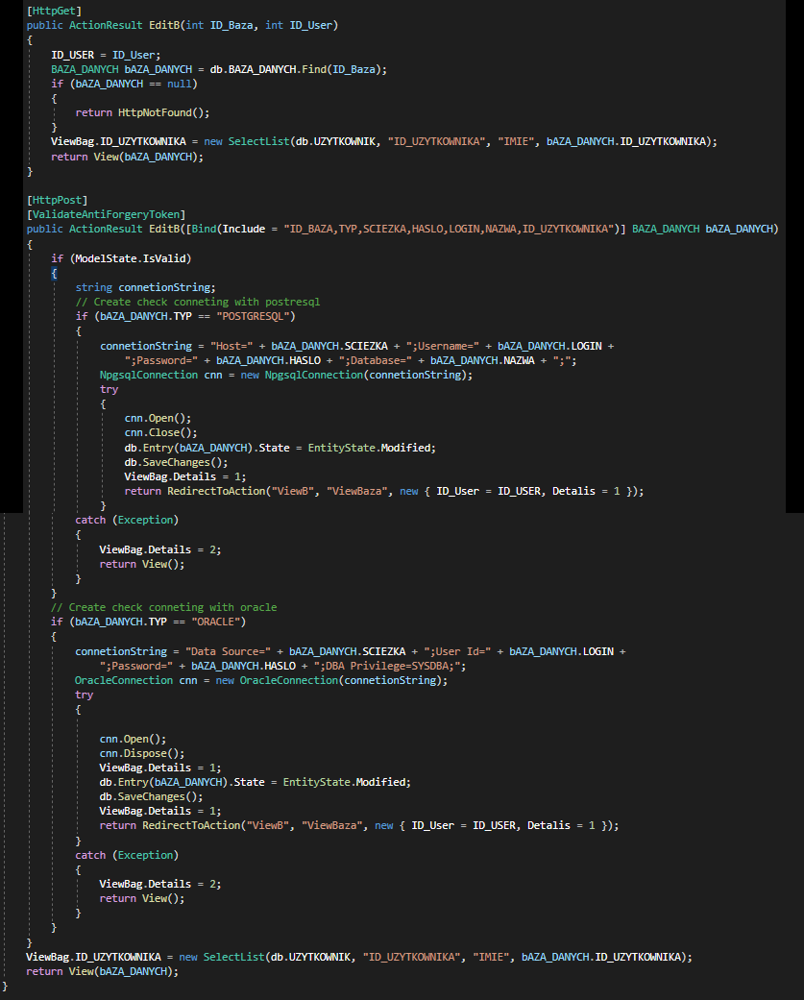 [HttpGet]
public ActionResult EditB(int ID_Baza, int ID_User)
{
ID_USER = ID_User;
BAZA_DANYCH bAZA_DANYCH = db.BAZA_DANYCH.Find(ID_Baza);
if (bAZA_DANYCH == null)
{
return HttpNotFound();
}
ViewBag.ID_UZYTKOWNIKA = new SelectList(db.UZYTKOWNIK, "ID_UZYTKOWNIKA", "IMIE", bAZA_DANYCH.ID_UZYTKOWNIKA);
return View(bAZA_DANYCH);
}
[HttpPost]
[ValidateAntiForgeryToken]
public ActionResult EditB([Bind(Include = "ID_BAZA,TYP,SCIEZKA,HASLO,LOGIN,NAZWA,ID_UZYTKOWNIKA")] BAZA_DANYCH bAZA_DANYCH)
{
if (ModelState.IsValid)
{
string connetionString;
// Create check conneting with postresql
if (bAZA_DANYCH.TYP == "POSTGRESQL")
{
connetionString = "Host=" + bAZA_DANYCH.SCIEZKA + ";Username=" + bAZA_DANYCH.LOGIN +
";Password=" + bAZA_DANYCH.HASLO + ";Database=" + bAZA_DANYCH.NAZWA + ";";
NpgsqlConnection cnn = new NpgsqlConnection(connetionString);
try
{
cnn.Open();
cnn.Close();
db.Entry(bAZA_DANYCH).State = EntityState.Modified;
db.SaveChanges();
ViewBag.Details = 1;
return RedirectToAction("ViewB", "ViewBaza", new { ID_User = ID_USER, Detalis = 1 });
}
catch (Exception)
{
ViewBag.Details = 2;
return View();
}
}
// Create check conneting with oracle
if (bAZA_DANYCH.TYP == "ORACLE")
{
connetionString = "Data Source=" + bAZA_DANYCH.SCIEZKA + ";User Id=" + bAZA_DANYCH.LOGIN +
";Password=" + bAZA_DANYCH.HASLO + ";DBA Privilege=SYSDBA;";
OracleConnection cnn = new OracleConnection(connetionString);
try
{
cnn.Open();
cnn.Dispose();
ViewBag.Details = 1;
db.Entry(bAZA_DANYCH).State = EntityState.Modified;
db.SaveChanges();
ViewBag.Details = 1;
return RedirectToAction("ViewB", "ViewBaza", new { ID_User = ID_USER, Detalis = 1 });
}
catch (Exception)
{
ViewBag.Details = 2;
return View();
}
}
}
ViewBag.ID_UZYTKOWNIKA = new SelectList(db.UZYTKOWNIK, "ID_UZYTKOWNIKA", "IMIE", bAZA_DANYCH.ID_UZYTKOWNIKA);
return View(bAZA_DANYCH);
}